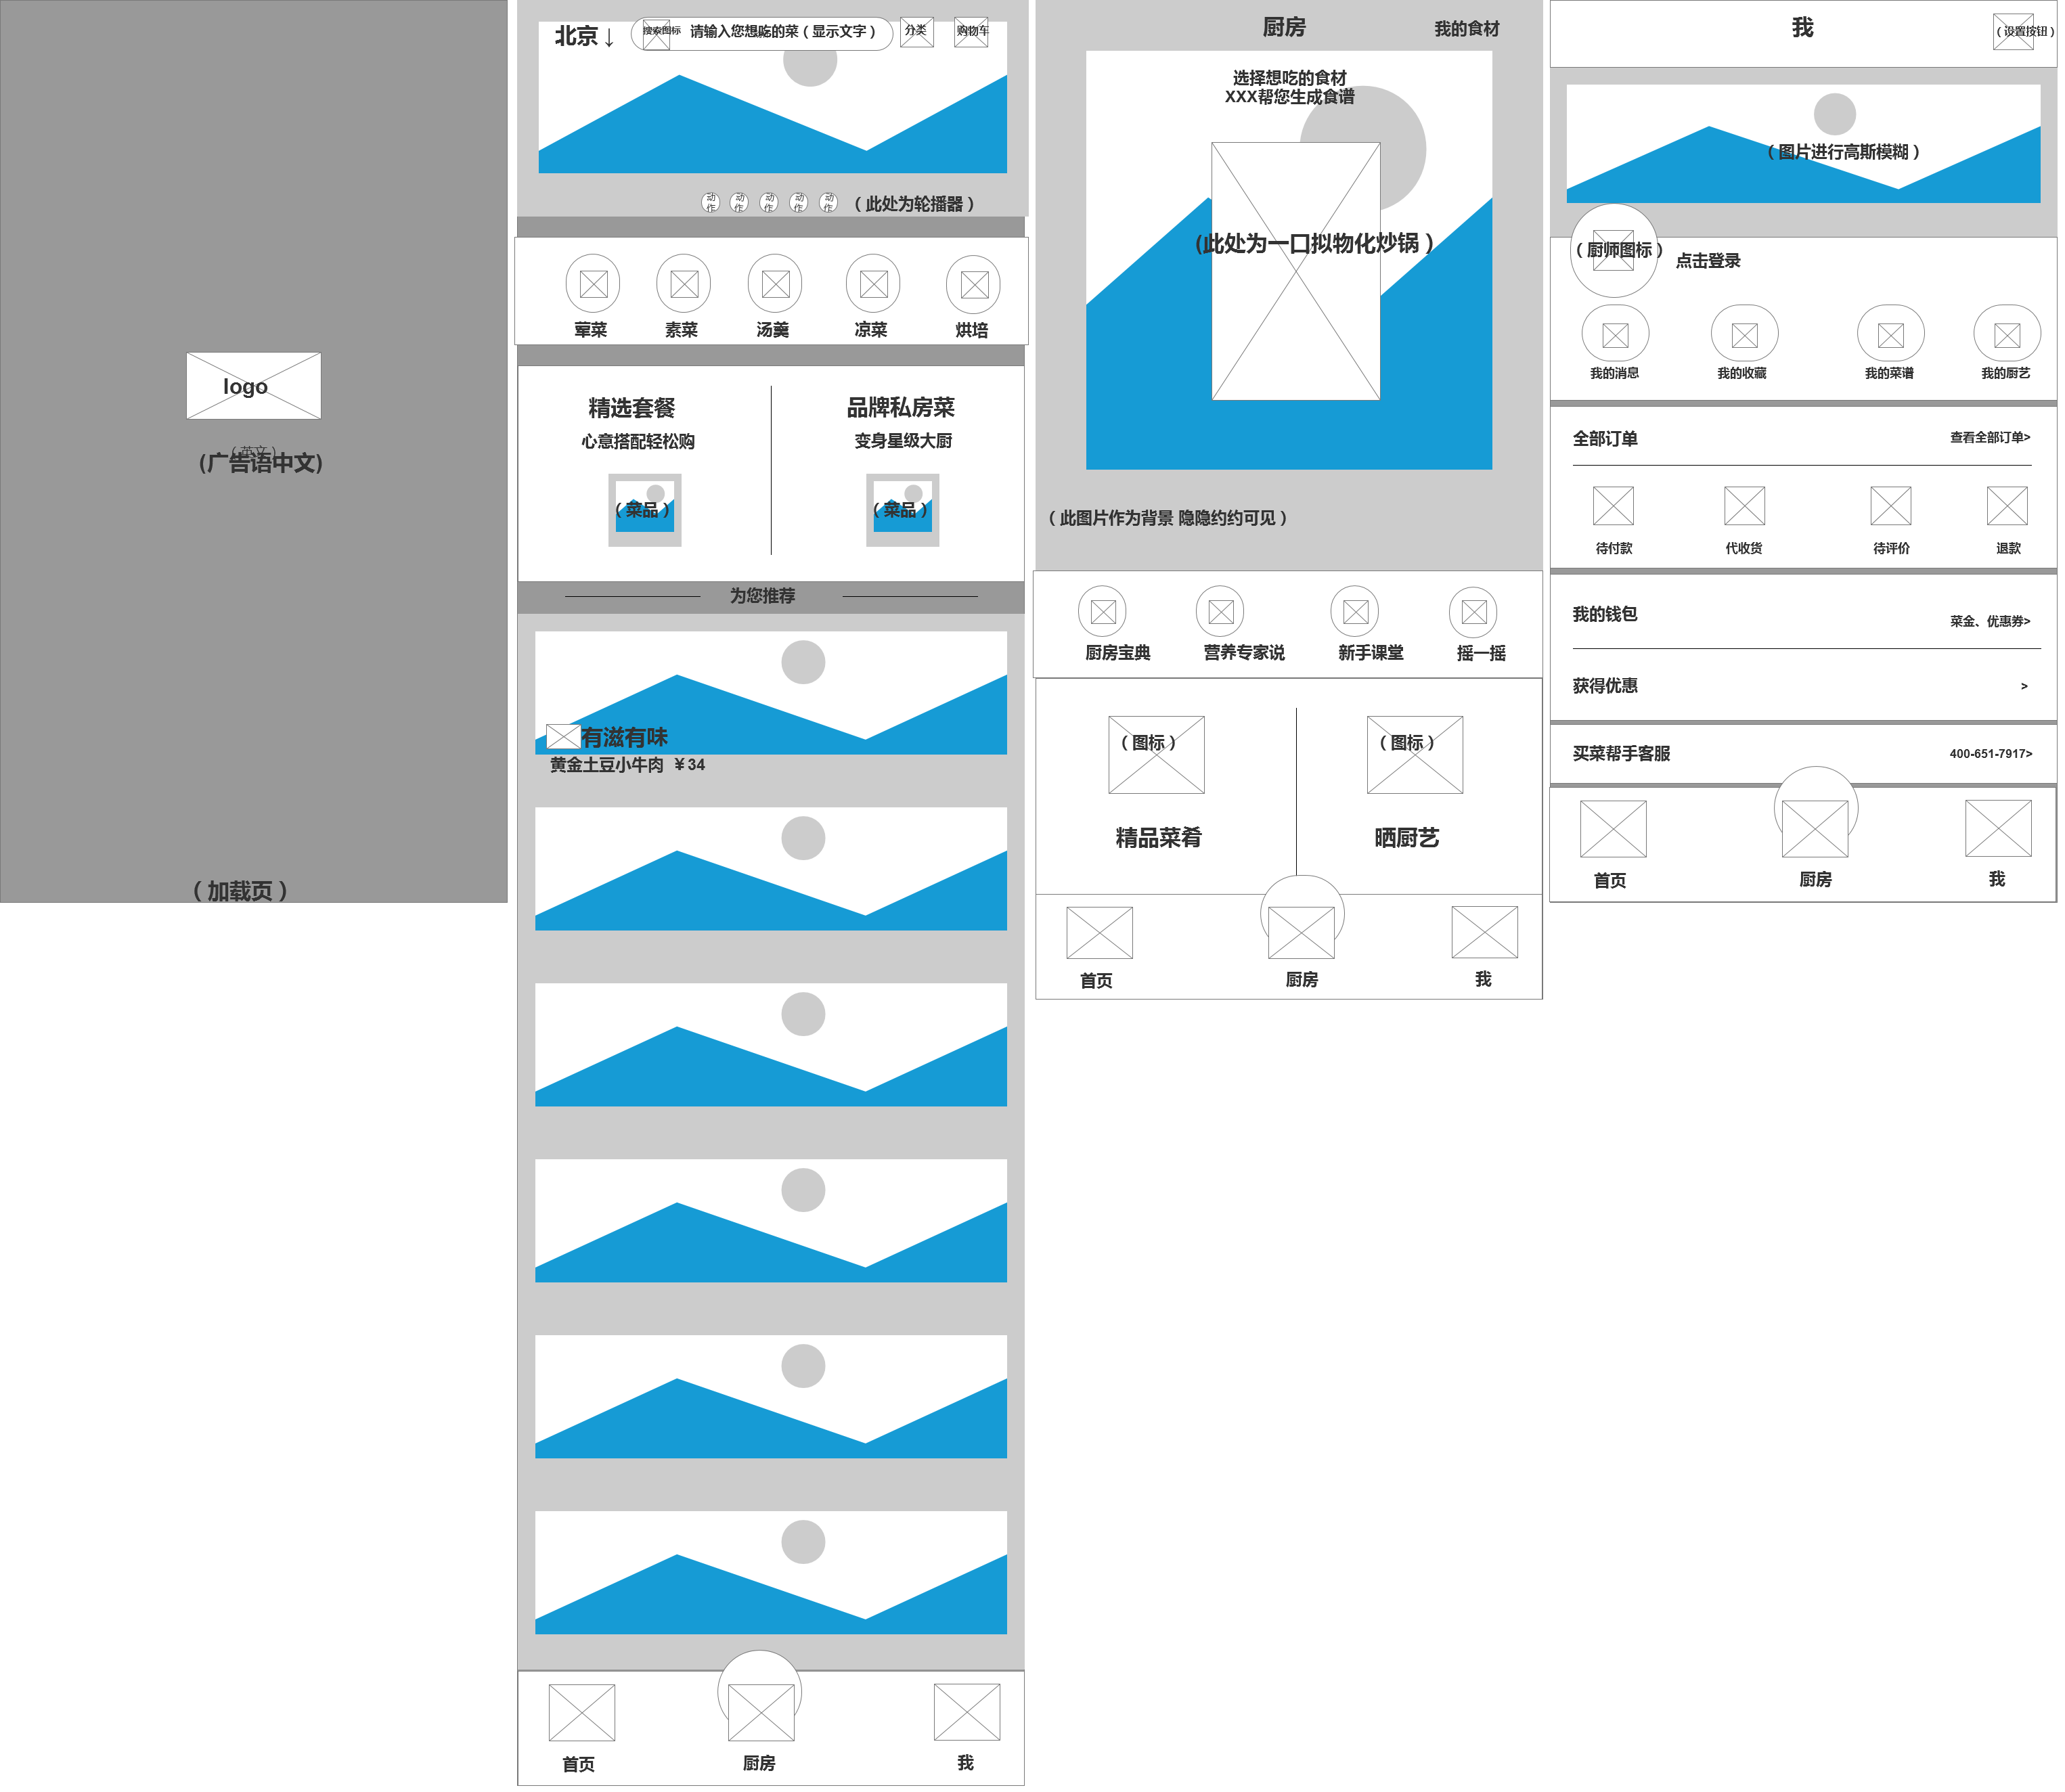 logo
（英文）
(广告语中文)
（加载页）
北京↓
搜索图标
请输入您想吃的菜（显示文字）
分类
购物车
动作
动作
动作
动作
动作
（此处为轮播器）
荤菜
素菜
汤羹
凉菜
烘培
精选套餐
心意搭配轻松购
（菜品）
品牌私房菜
变身星级大厨
（菜品）
为您推荐
有滋有味
黄金土豆小牛肉 ￥34
首页
厨房
我
厨房
我的食材
选择想吃的食材
XXX帮您生成食谱
(此处为一口拟物化炒锅）
（此图片作为背景 隐隐约约可见）
厨房宝典
营养专家说
新手课堂
摇一摇
（图标）
（图标）
精品菜肴
晒厨艺
首页
厨房
我
我
（设置按钮）
（图片进行高斯模糊）
（厨师图标）
点击登录
我的消息
我的收藏
我的菜谱
我的厨艺
全部订单
查看全部订单>
待付款
代收货
待评价
退款
我的钱包
菜金、优惠券>
获得优惠
>
买菜帮手客服
400-651-7917>
首页
厨房
我